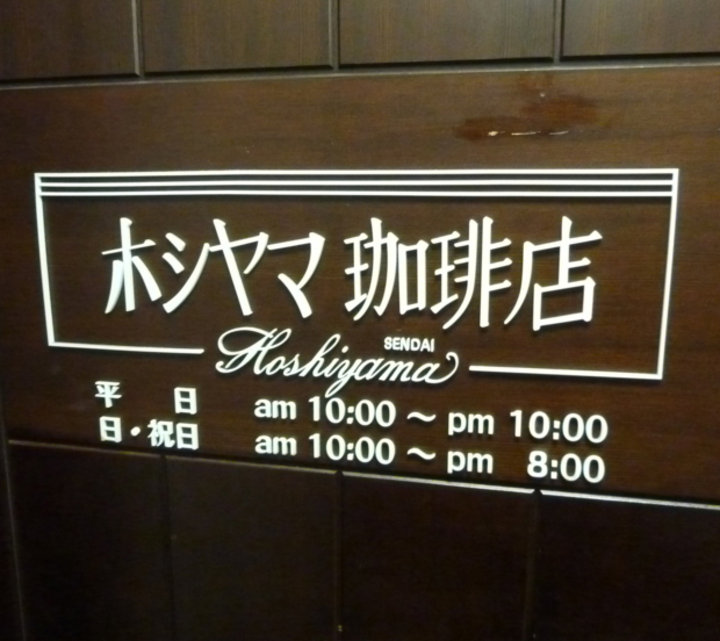 ホシヤマ 珈琲店
SENDAI
Hoshiyama
平 日 am 10:00 ～ pm 10:00
日・祝日 am 10:00 ～ pm 8:00